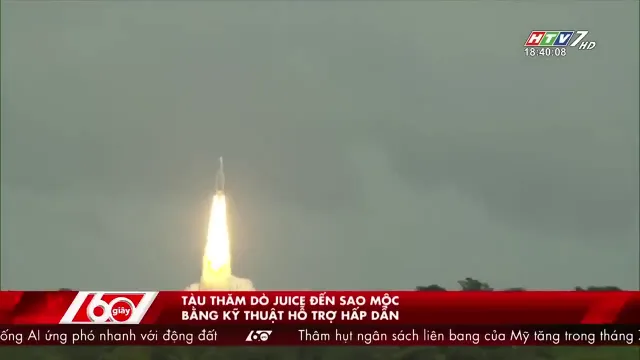 HTV7 HD
18:40:08
60 giây
TÀU THĂM DÒ JUICE ĐẾN SAO MỘC
BẰNG KỸ THUẬT HỖ TRỢ HẤP DẪN
ống AI ứng phó nhanh với động đất 60 Thâm hụt ngân sách liên bang của Mỹ tăng trong tháng